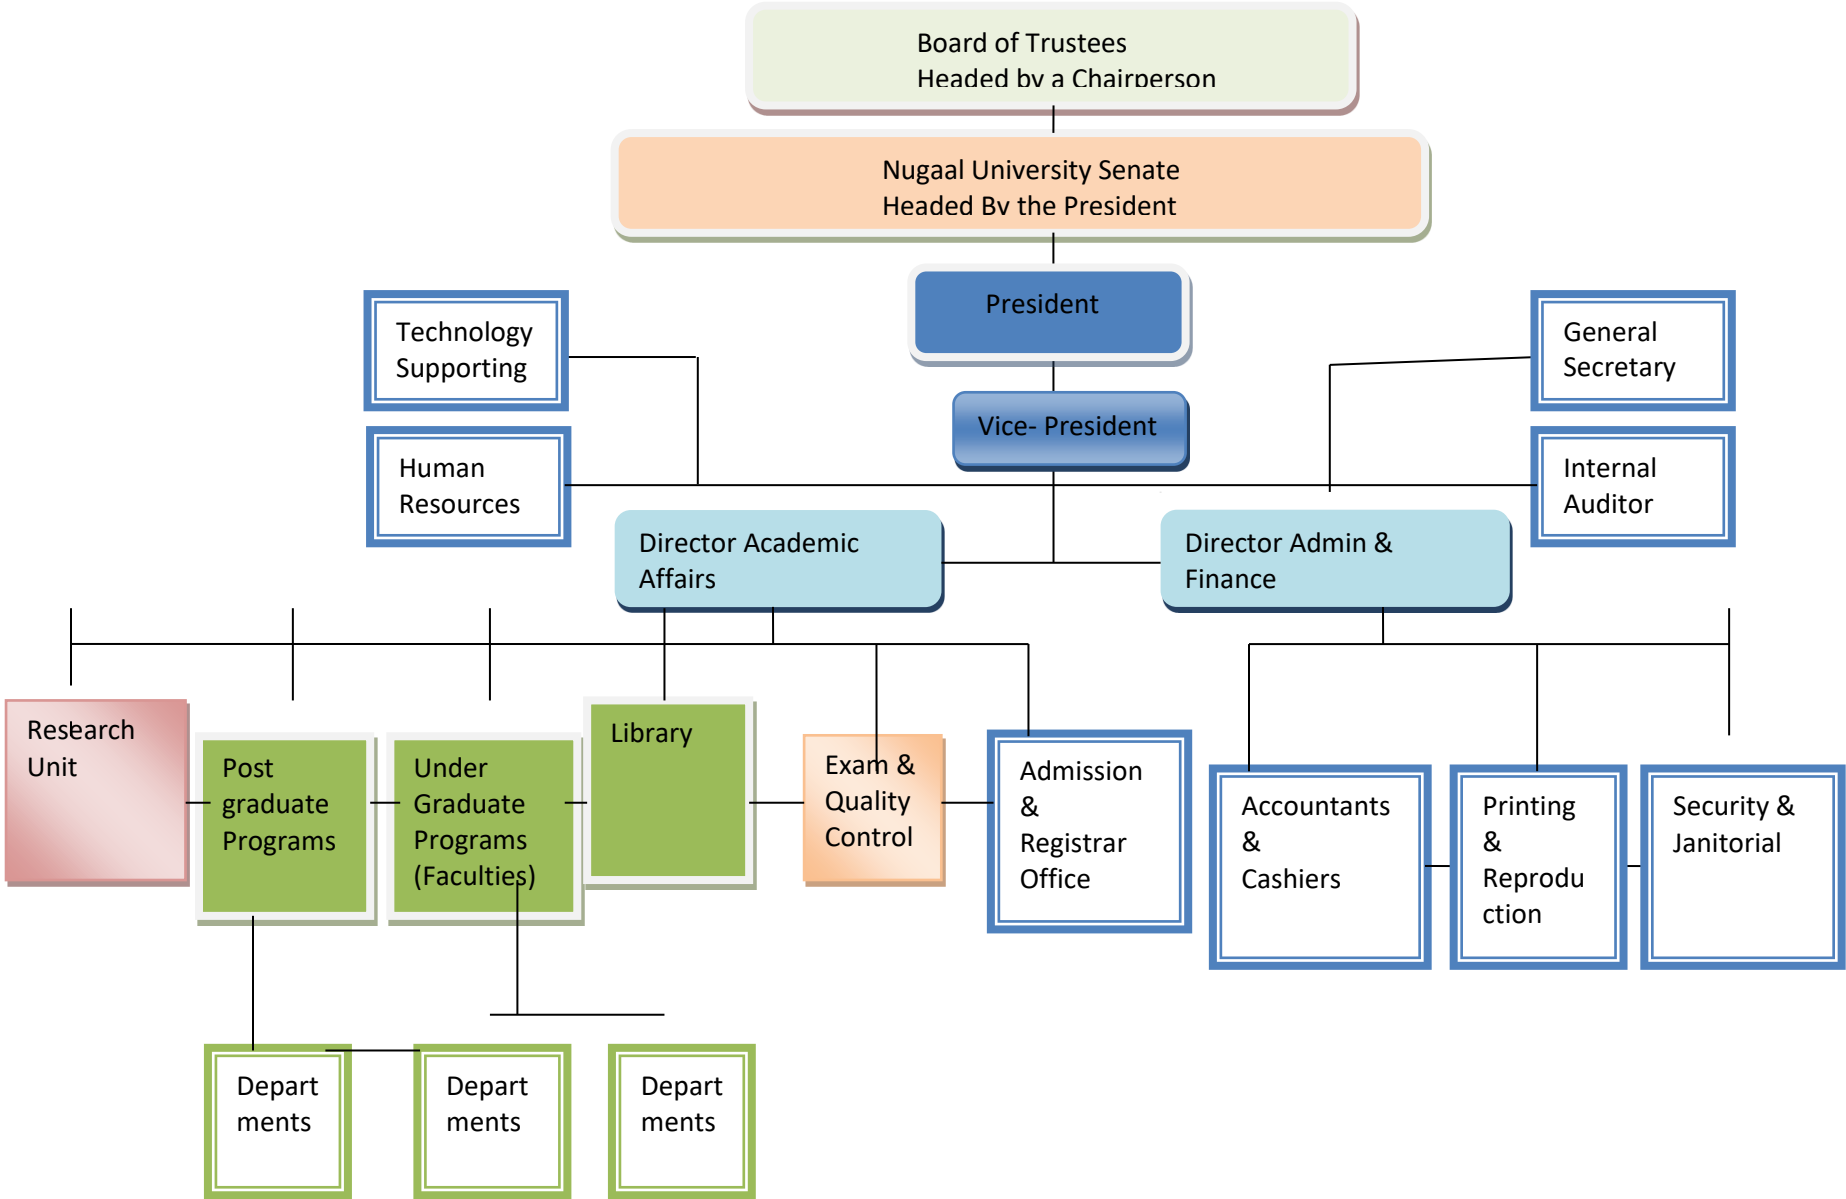 Board of Trustees
Headed by a Chairperson
Nugaal University Senate
Headed By the President
President
Technology
Supporting
General
Secretary
Vice- President
Human
Resources
Internal
Auditor
Director Academic
Affairs
Director Admin &
Finance
Research
Unit
Post
graduate
Programs
Under
Graduate
Programs
(Faculties)
Library
Exam &
Quality
Control
Admission
&
Registrar
Office
Accountants
&
Cashiers
Printing
&
Reprodu
ction
Security &
Janitorial
Depart
ments
Depart
ments
Depart
ments